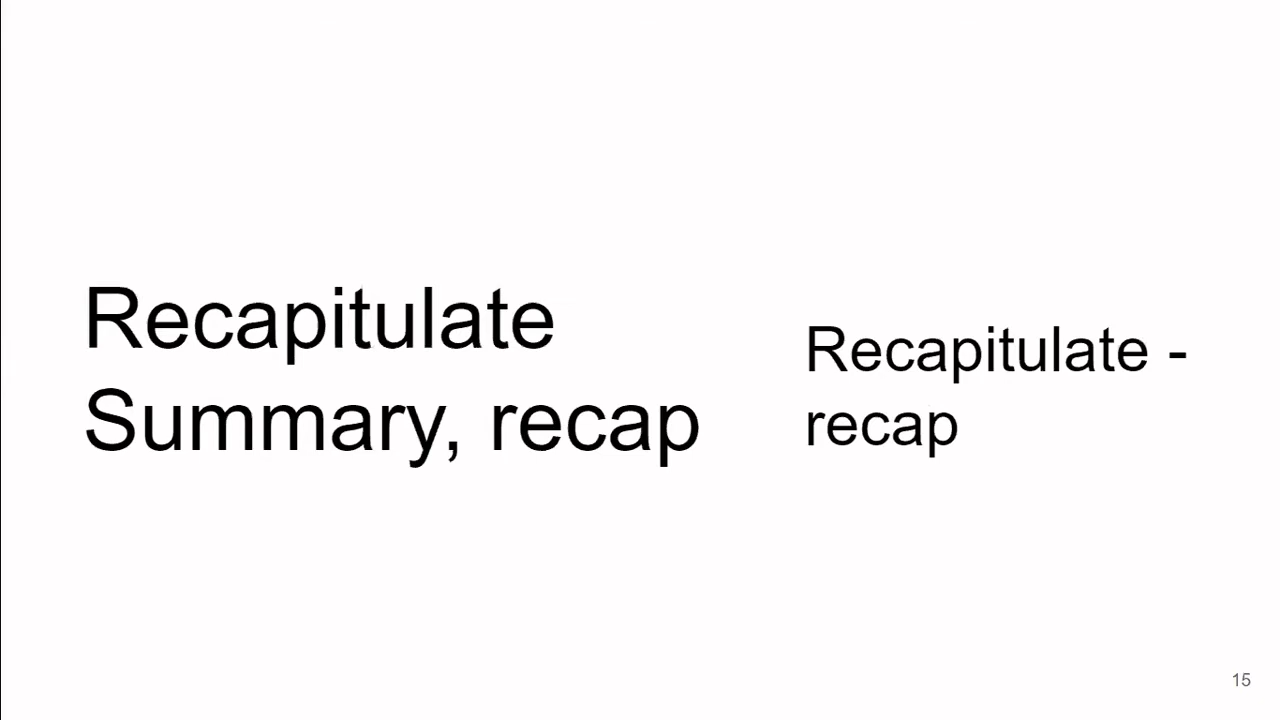 Recapitulate
Summary, recap
Recapitulate -
recap
15